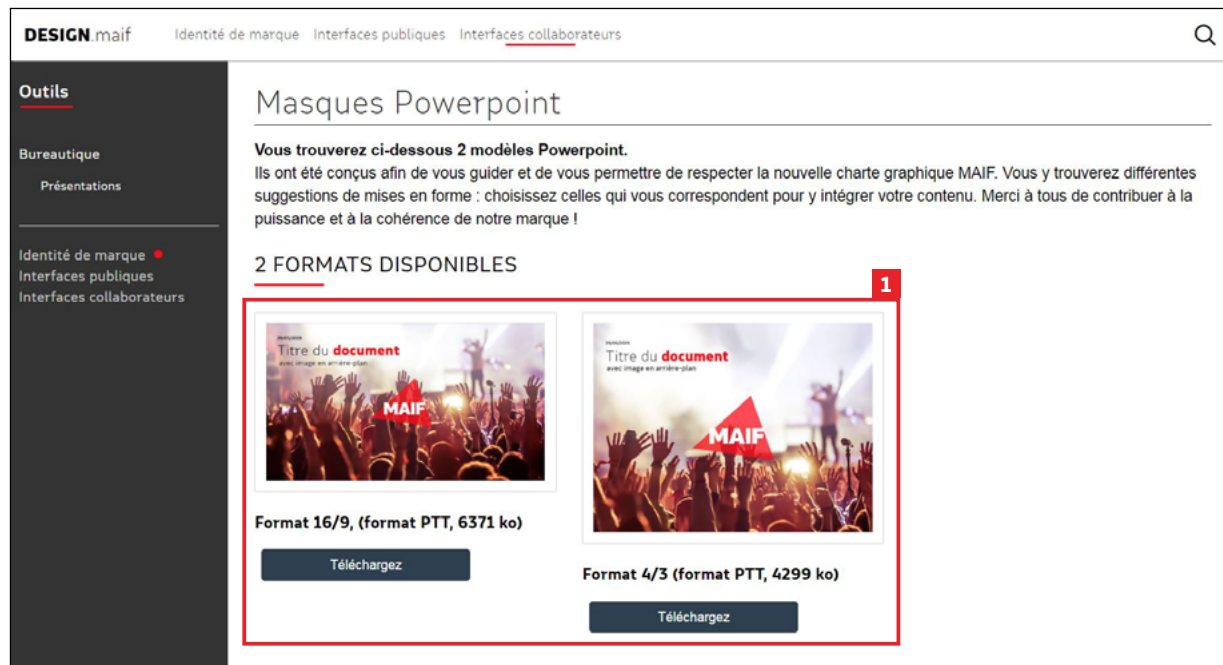 DESIGN.maif
Identité de marque Interfaces publiques Interfaces collaborateurs
Outils
Bureautique
Présentations
Identité de marque
Interfaces publiques
Interfaces collaborateurs
Masques Powerpoint
Vous trouverez ci-dessous 2 modèles Powerpoint.
Ils ont été conçus afin de vous guider et de vous permettre de respecter la nouvelle charte graphique MAIF. Vous y trouverez différentes
suggestions de mises en forme : choisissez celles qui vous correspondent pour y intégrer votre contenu. Merci à tous de contribuer à la
puissance et à la cohérence de notre marque !
2 FORMATS DISPONIBLES
1
Titre du document
avec image en arrière-plan
MAIF
Format 16/9, (format PTT, 6371 ko)
Téléchargez
Titre du document
avec image en arrière-plan
MAIF
Format 4/3 (format PTT, 4299 ko)
Téléchargez